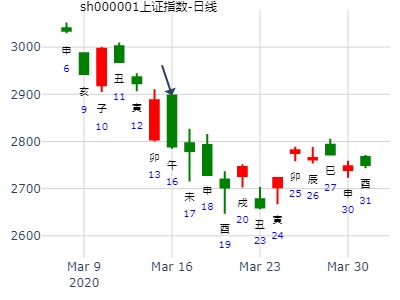 sh000001上证指数-日线
3000
2900
2800
2700
2600
申
6
亥
9
子
10
丑
11
寅
12
卯
13
午
16
未
17
申
18
酉
19
戌
20
丑
23
寅
24
卯
25
辰
26
巳
27
申
30
酉
31
Mar 9
2020
Mar 16
Mar 23
Mar 30